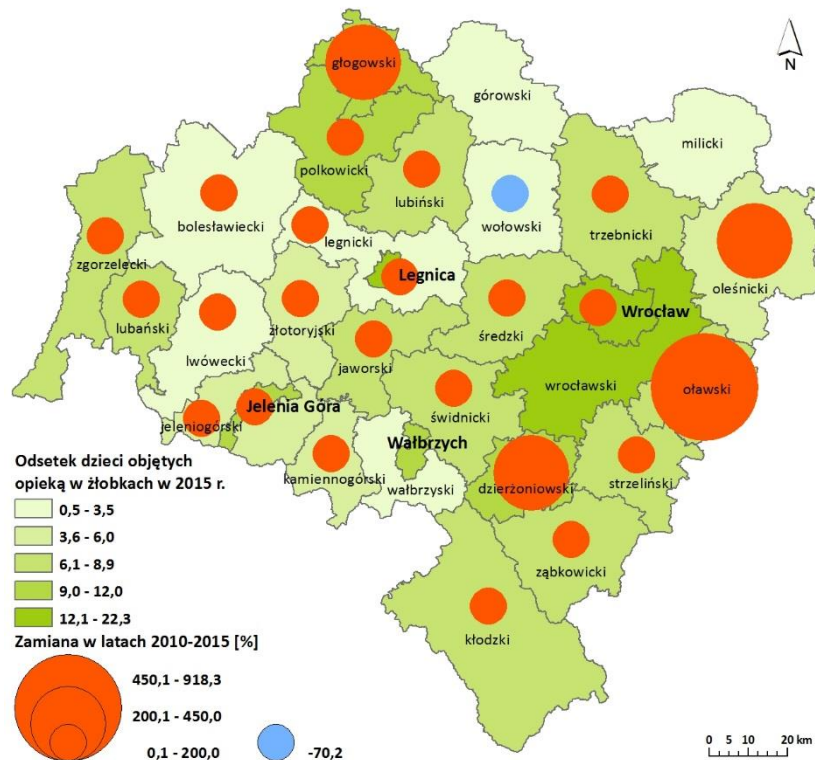 głogowski
górowski
N
milicki
polkowicki
lubiński
wołowski
bolesławiecki
trzebnicki
legnicki
zgorzelecki
oleśnicki
Legnica
lubański
złotoryjski
Wrocław
średzki
lwówecki
jaworski
wrocławski
oławski
Jelenia Góra
świdnicki
jeleniogórski
Wałbrzych
kamiennogórski
wałbrzyski
dzierżoniowski
strzeliński
ząbkowicki
kłodzki
Odsetek dzieci objętych
opieką w żłobkach w 2015 r.
0,5 - 3,5
3,6 - 6,0
6,1 - 8,9
9,0 - 12,0
12,1 - 22,3
Zamiana w latach 2010-2015 [%]
450,1 - 918,3
200,1 - 450,0
0,1 - 200,0
-70,2
0 5 10 20 km